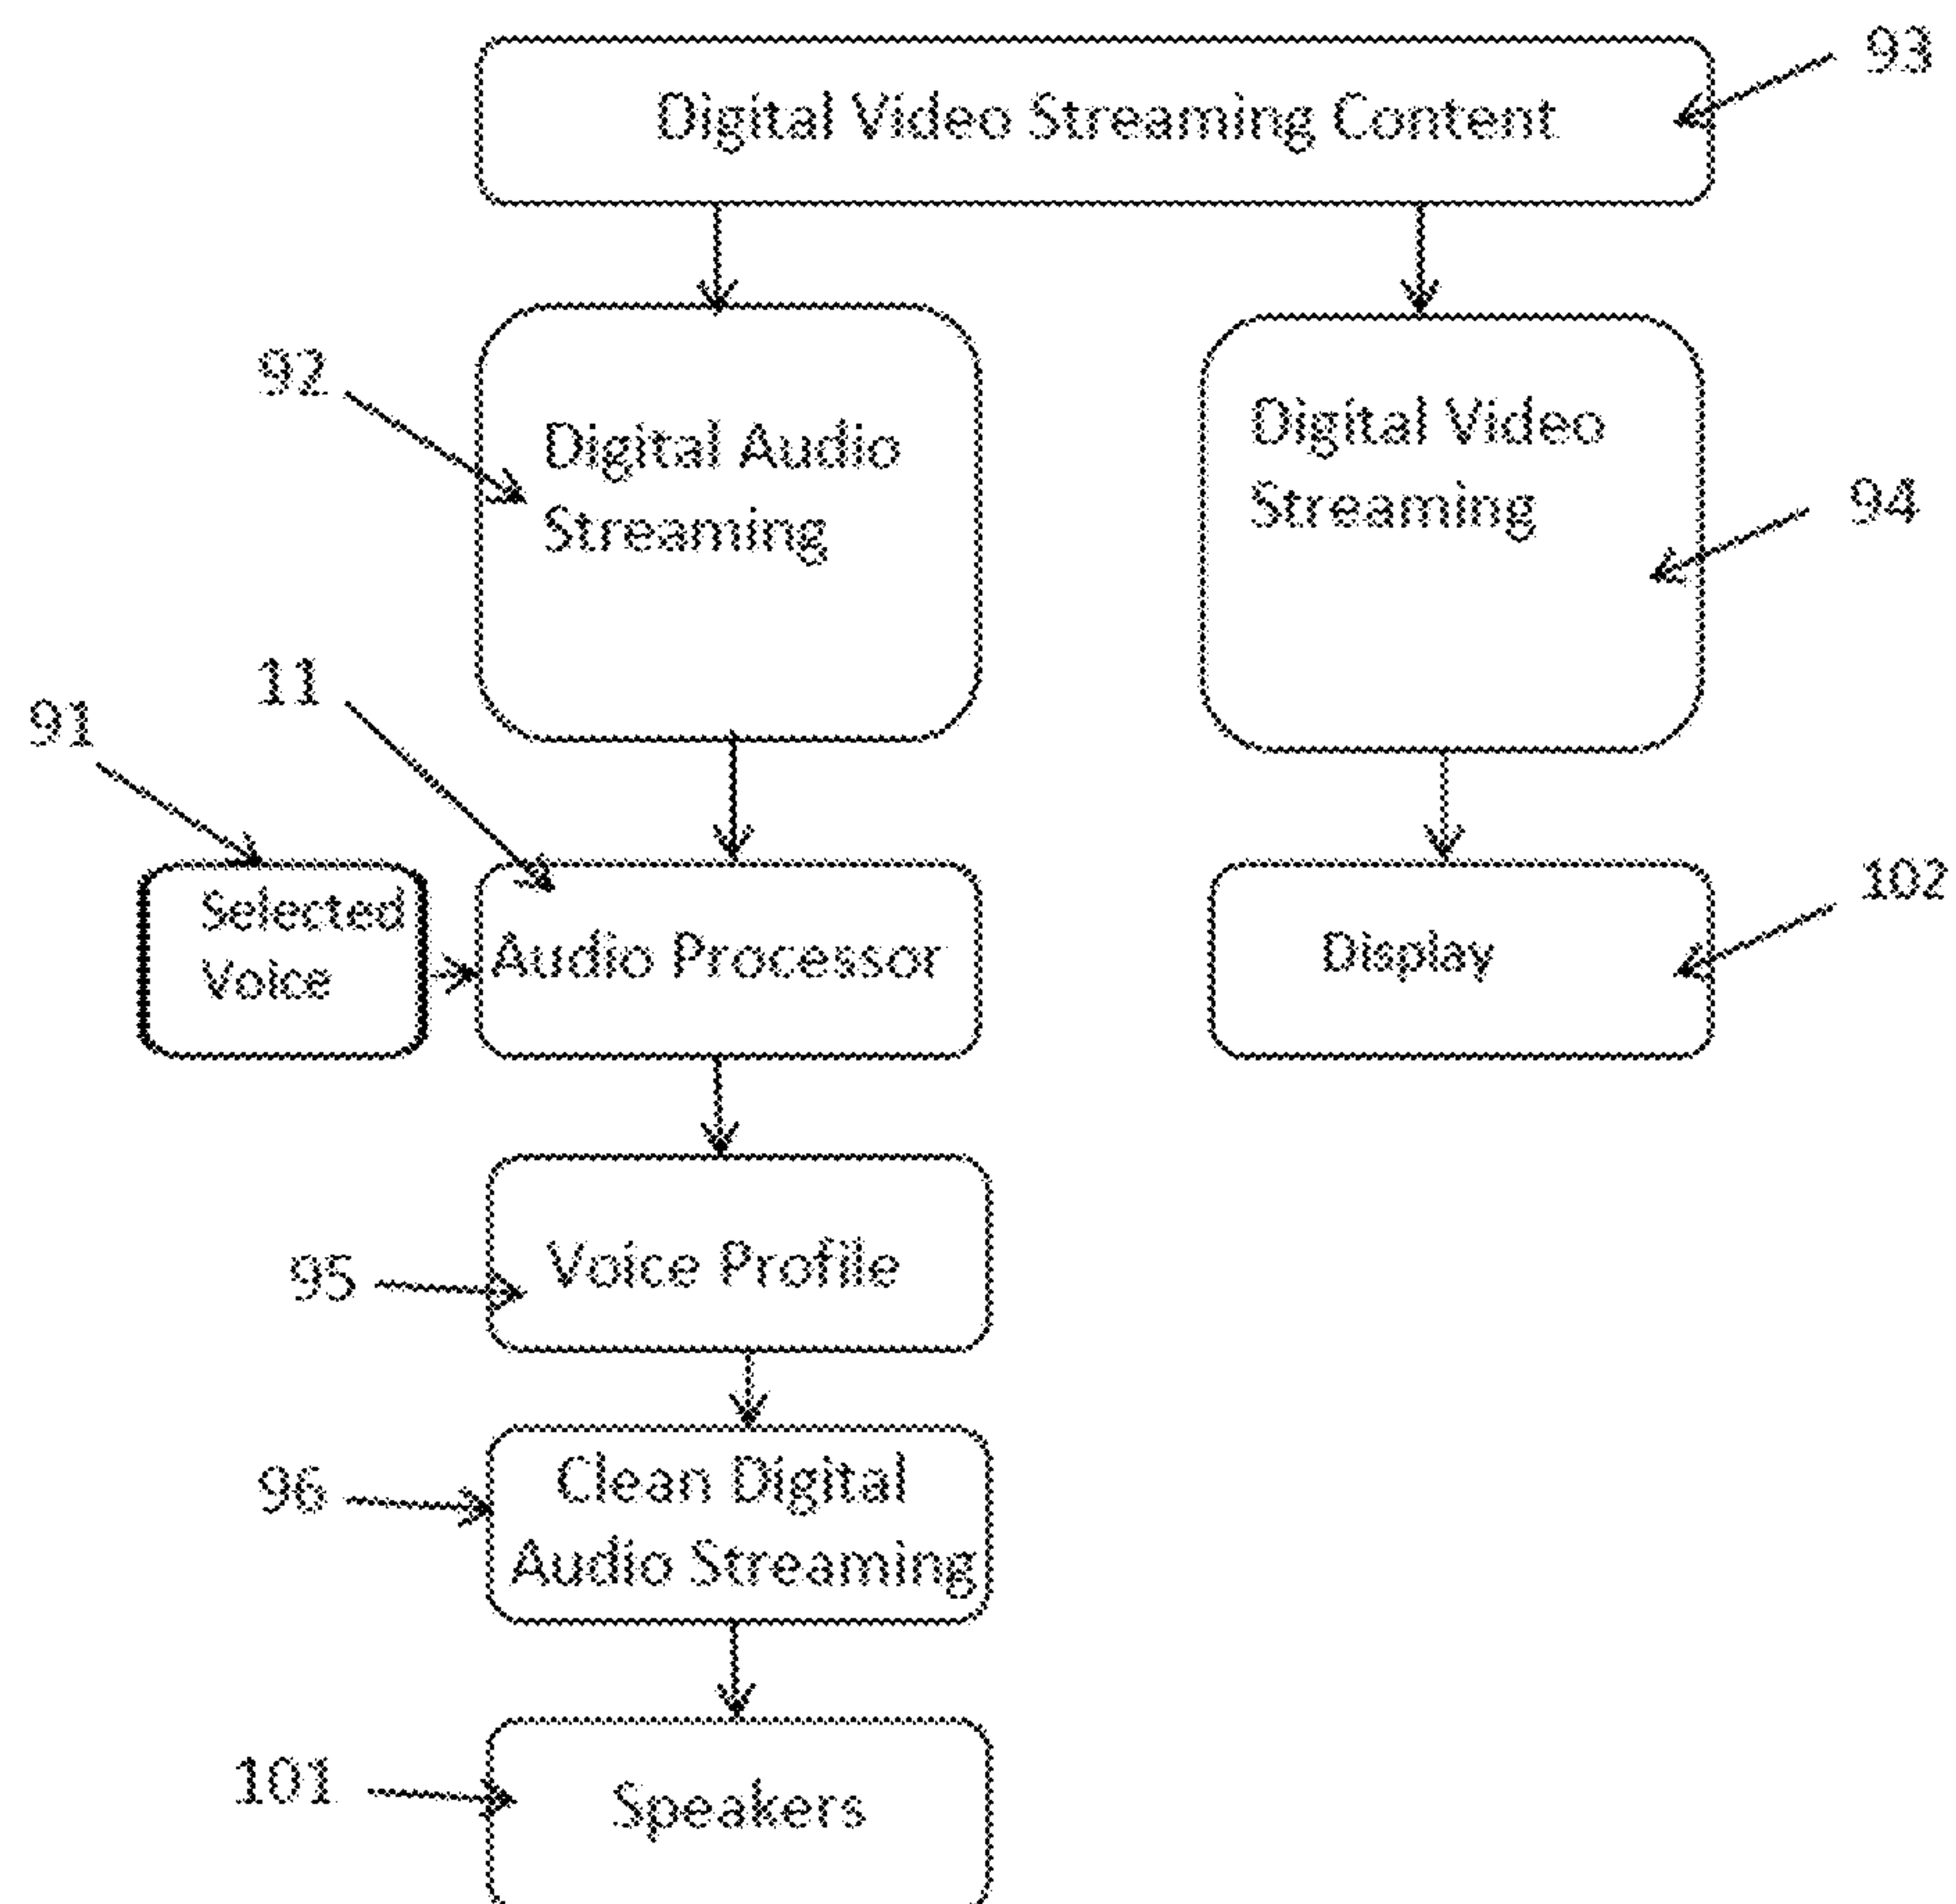 93
Digital Video Streaming Content
92
Digital Audio
Streaming
Digital Video
Streaming
94
11
91
Selected
Voice
Audio Processor
Display
102
95
Voice Profile
96
Clean Digital
Audio Streaming
101
Speakers